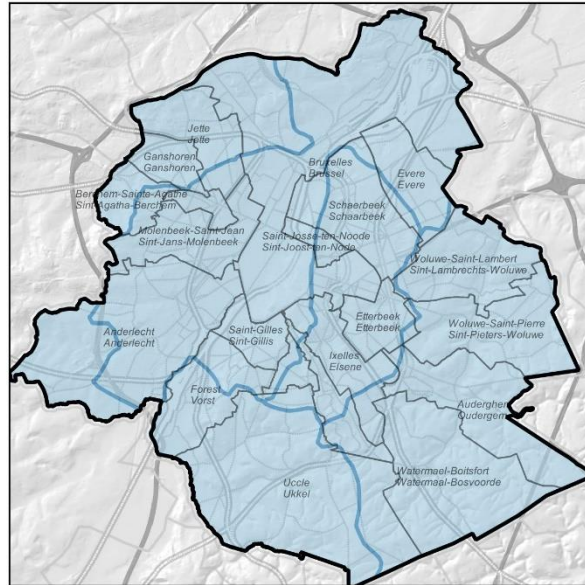 Jette
Jette
Ganshoren
Ganshoren
Bruxelles
Brussel
Evere
Evere
Berchem-Sainte-Agathe
Sint-Agatha-Berchem
Schaerbeek
Schaarbeek
Molenbeek-Saint-Jean
Sint-Jans-Molenbeek
Saint-Josse-ten-Noode
Sint-Joost-ten-Node
Woluwe-Saint-Lambert
Sint-Lambrechts-Woluwe
Anderlecht
Anderlecht
Saint-Gilles
Sint-Gillis
Etterbeek
Etterbeek
Woluwe-Saint-Pierre
Sint-Pieters-Woluwe
Ixelles
Elsene
Forest
Vorst
Auderghem
Oudergem
Watermael-Boitsfort
Watermaal-Bosvoorde
Uccle
Ukkel